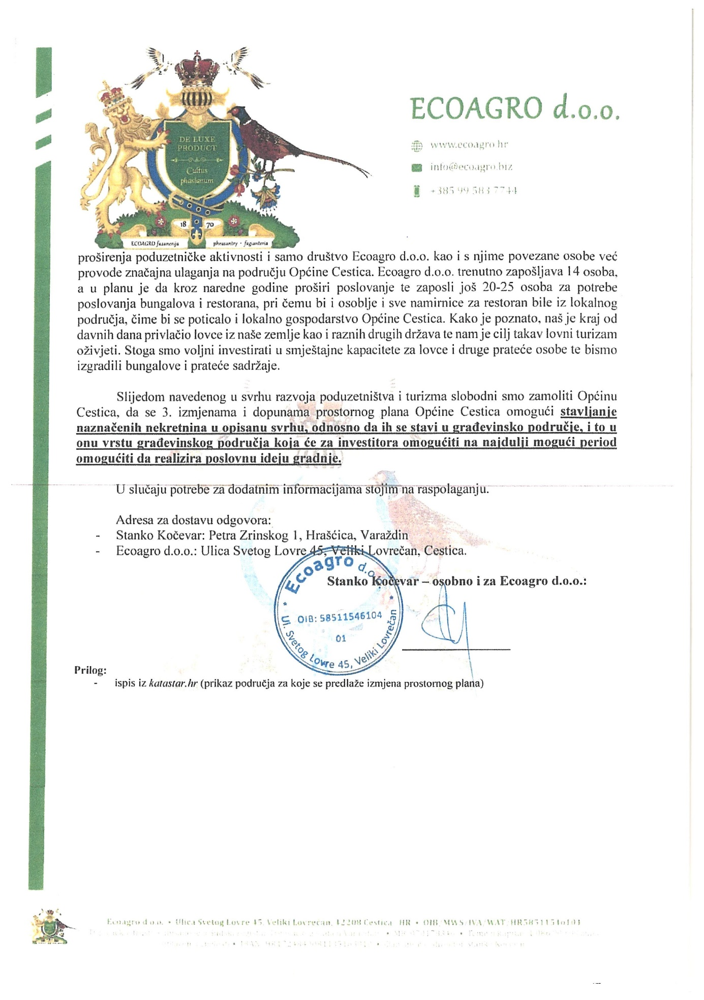 ECOAGRO d.o.o.
www.ecoagro.hr
info@ecoagro.biz
+385 99 583 7744
DE LUXE
PRODUCT
Cultus
phasianum
18 70
ECOAGRO fazanerija pheasantry · fagianteria
proširenja poduzetničke aktivnosti i samo društvo Ecoagro d.o.o. kao i s njime povezane osobe već
provode značajna ulaganja na području Općine Cestica. Ecoagro d.o.o. trenutno zapošljava 14 osoba,
a u planu je da kroz naredne godine proširi poslovanje te zaposli još 20-25 osoba za potrebe
poslovanja bungalova i restorana, pri čemu bi i osoblje i sve namirnice za restoran bile iz lokalnog
područja, čime bi se poticalo i lokalno gospodarstvo Općine Cestica. Kako je poznato, naš je kraj od
davnih dana privlačio lovce iz naše zemlje kao i raznih drugih država te nam je cilj takav lovni turizam
oživjeti. Stoga smo voljni investirati u smještajne kapacitete za lovce i druge prateće osobe te bismo
izgradili bungalove i prateće sadržaje.
Slijedom navedenog u svrhu razvoja poduzetništva i turizma slobodni smo zamoliti Općinu
Cestica, da se 3. izmjenama i dopunama prostornog plana Općine Cestica omogući stavljanje
naznačenih nekretnina u opisanu svrhu, odnosno da ih se stavi u građevinsko područje, i to u
onu vrstu građevinskog područja koja će za investitora omogućiti na najdulji mogući period
omogućiti da realizira poslovnu ideju gradnje.
U slučaju potrebe za dodatnim informacijama stojim na raspolaganju.
Adresa za dostavu odgovora:
- Stanko Kočevar: Petra Zrinskog 1, Hrašćica, Varaždin
- Ecoagro d.o.o.: Ulica Svetog Lovre 45, Veliki Lovrečan, Cestica.
Stanko Kočevar – osobno i za Ecoagro d.o.o.:
Ecoagro d.o.o.
OIB: 58511546104
01
Ul. Svetog Lovre 45, Veliki Lovrečan
Prilog:
- ispis iz katastar.hr (prikaz područja za koje se predlaže izmjena prostornog plana)
Ecoagro d.o.o. • Ulica Svetog Lovre 45, Veliki Lovrečan, 42208 Cestica HR • OIB/MWS/IVA/WAT: HR58511546104